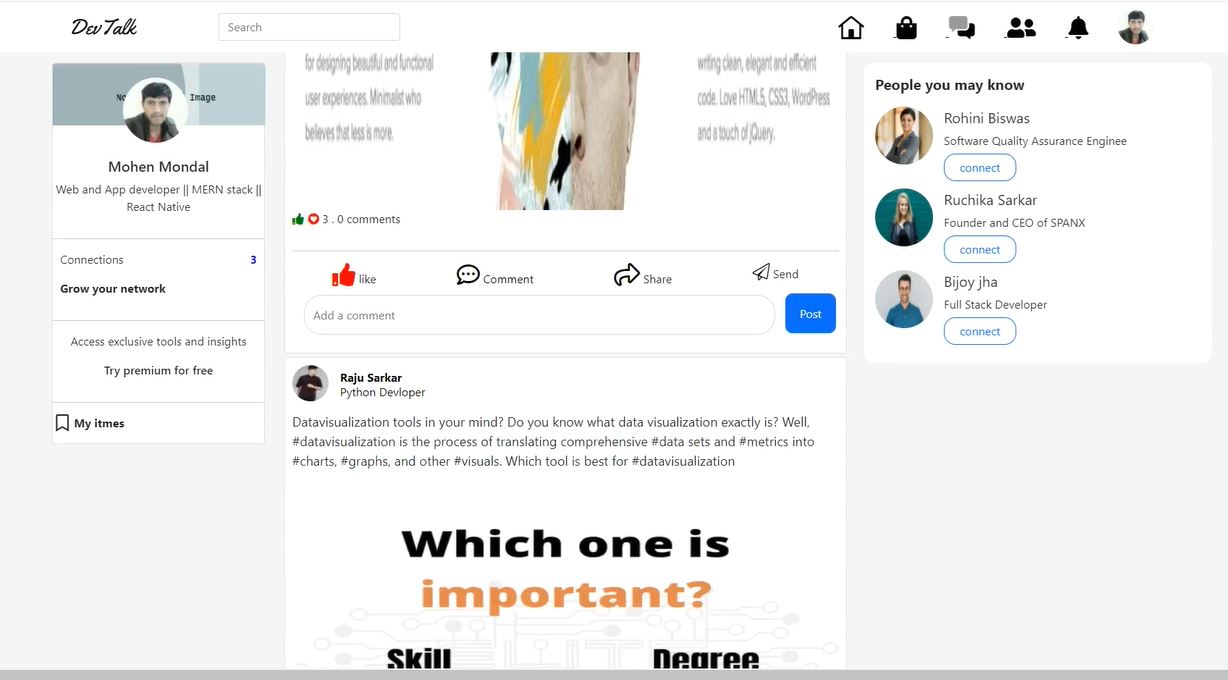 DevTalk
Search
No
Image
Mohen Mondal
Web and App developer || MERN stack ||
React Native
Connections 3
Grow your network
Access exclusive tools and insights
Try premium for free
My itmes
for designing beautiful and functional
user experiences. Minimalist who
believes that less is more.
writing clean, elegant and efficient
code. Love HTML5, CSS3, WordPress
and a touch of jQuery.
3 . 0 comments
like
Comment
Share
Send
Add a comment
Post
Raju Sarkar
Python Devloper
Datavisualization tools in your mind? Do you know what data visualization exactly is? Well,
#datavisualization is the process of translating comprehensive #data sets and #metrics into
#charts, #graphs, and other #visuals. Which tool is best for #datavisualization
Which one is
important?
Skill
Degree
People you may know
Rohini Biswas
Software Quality Assurance Enginee
connect
Ruchika Sarkar
Founder and CEO of SPANX
connect
Bijoy jha
Full Stack Developer
connect